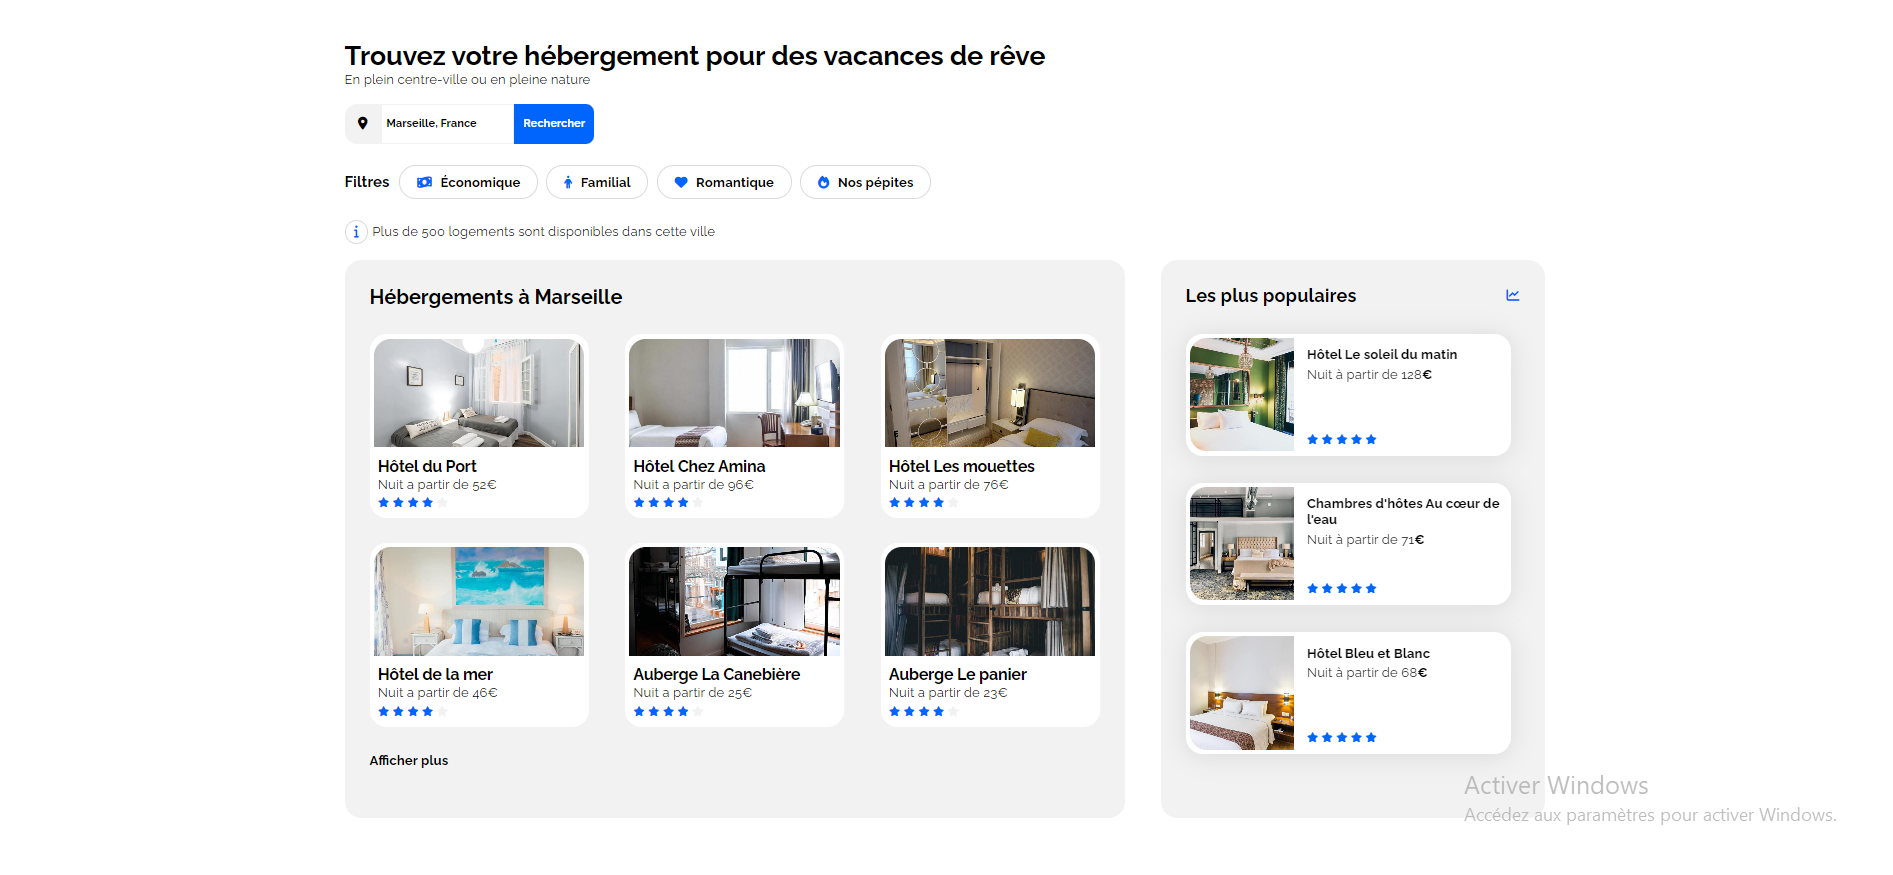 Trouvez votre hébergement pour des vacances de rêve
En plein centre-ville ou en pleine nature
Marseille, France
Rechercher
Filtres
Économique
Familial
Romantique
Nos pépites
Plus de 500 logements sont disponibles dans cette ville
Hébergements à Marseille
Hôtel du Port
Nuit a partir de 52€
Hôtel Chez Amina
Nuit a partir de 96€
Hôtel Les mouettes
Nuit a partir de 76€
Hôtel de la mer
Nuit a partir de 46€
Auberge La Canebière
Nuit a partir de 25€
Auberge Le panier
Nuit a partir de 23€
Afficher plus
Les plus populaires
Hôtel Le soleil du matin
Nuit à partir de 128€
Chambres d'hôtes Au cœur de
l'eau
Nuit à partir de 71€
Hôtel Bleu et Blanc
Nuit à partir de 68€
Activer Windows
Accédez aux paramètres pour activer Windows.